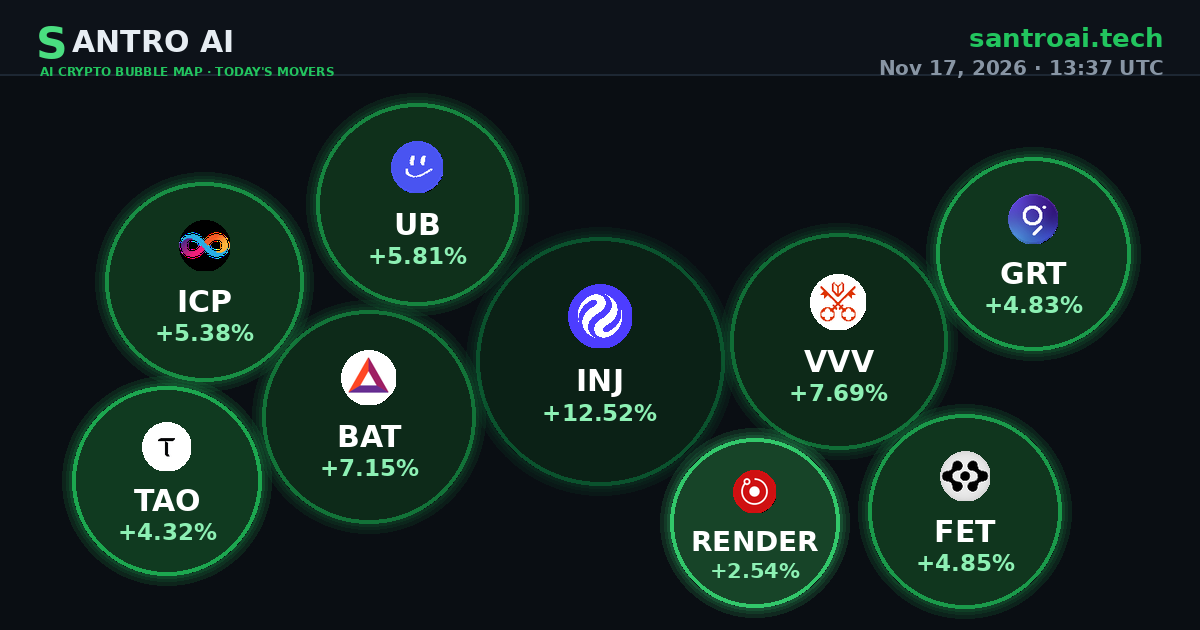 SANTRO AI
AI CRYPTO BUBBLE MAP · TODAY'S MOVERS
santroai.tech
Nov 17, 2026 · 13:37 UTC
UB
+5.81%
ICP
+5.38%
GRT
+4.83%
INJ
+12.52%
VVV
+7.69%
BAT
+7.15%
TAO
+4.32%
RENDER
+2.54%
FET
+4.85%